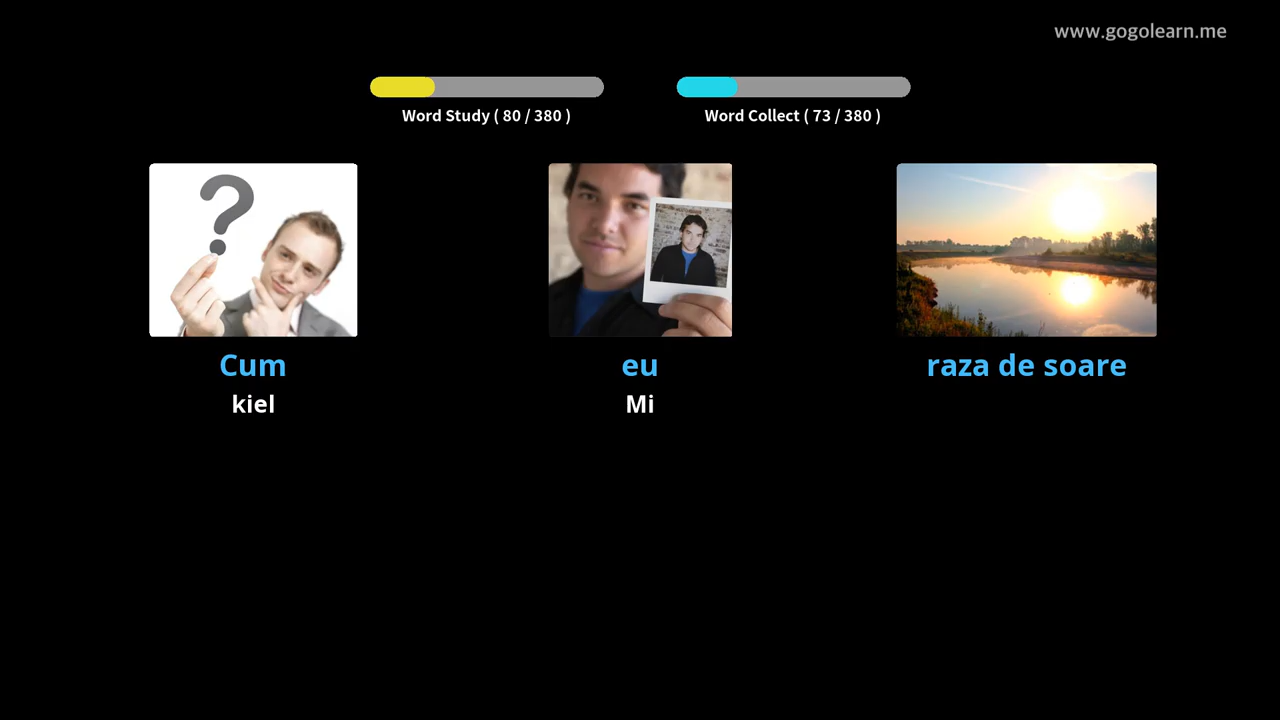 www.gogolearn.me
Word Study ( 80 / 380 )
Word Collect ( 73 / 380 )
Cum
kiel
eu
Mi
raza de soare